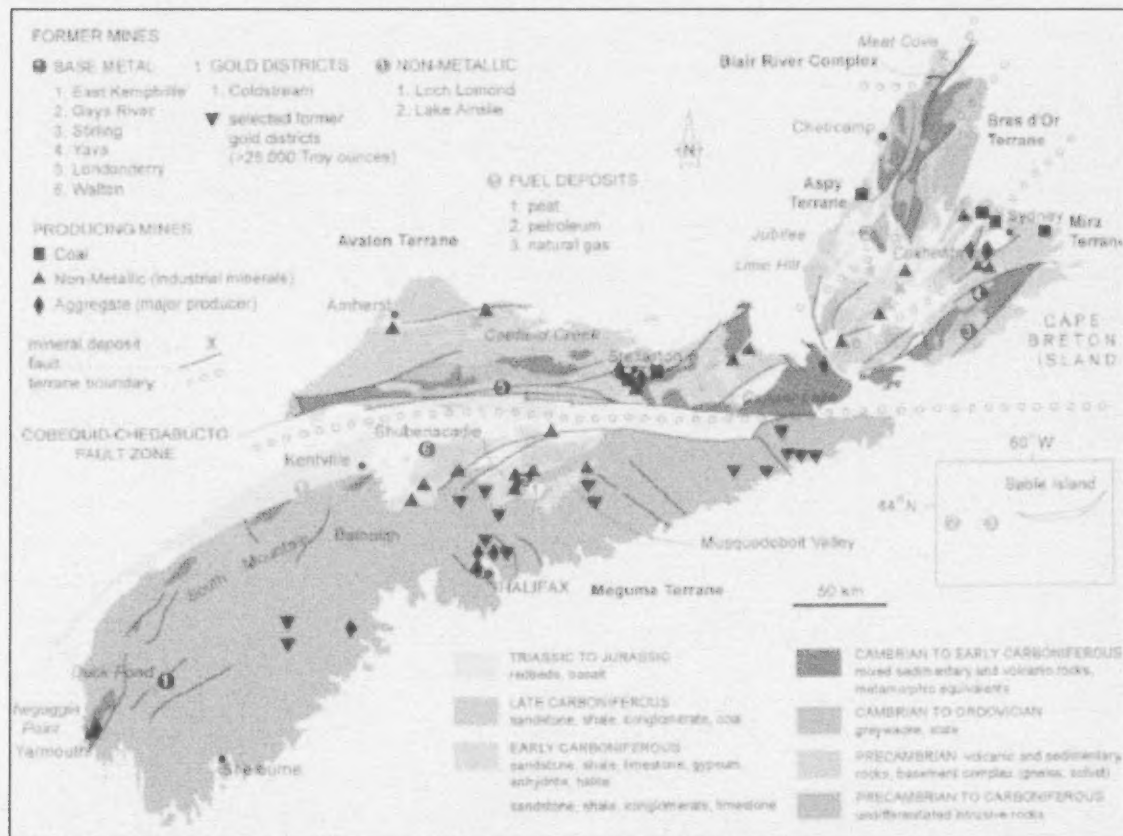 FORMER MINES
BASE METAL
1. East Kemptville
2. Gays River
3. Stirling
4. Yava
5. Londonderry
6. Walton
1 GOLD DISTRICTS
1. Coldstream
selected former
gold districts
(>25 000 Troy ounces)
NON-METALLIC
1. Loch Lomond
2. Lake Ainslie
FUEL DEPOSITS
1. peat
2. petroleum
3. natural gas
PRODUCING MINES
Coal
Non-Metallic (industrial minerals)
Aggregate (major producer)
mineral deposit X
fault
terrane boundary
N
Meat Cove
Blair River Complex
Cheticamp
Bras d'Or
Terrane
Aspy
Terrane
Sydney
Mira
Terrane
Jubilee
Coxheath
Lime Hill
CAPE
BRETON
ISLAND
Avalon Terrane
Amherst
Stellarton
COBEQUID-CHEDABUCTO
FAULT ZONE
Shubenacadie
Kentville
60° W
Sable Island
44° N
South Mountain Batholith
Musquodoboit Valley
HALIFAX
Meguma Terrane
50 km
Duck Pond
Point
Yarmouth
Shelburne
TRIASSIC TO JURASSIC
redbeds, basalt
LATE CARBONIFEROUS
sandstone, shale, conglomerate, coal
EARLY CARBONIFEROUS
sandstone, shale, limestone, gypsum,
anhydrite, halite
sandstone, shale, conglomerate, limestone
CAMBRIAN TO EARLY CARBONIFEROUS
mixed sedimentary and volcanic rocks,
metamorphic equivalents
CAMBRIAN TO ORDOVICIAN
greywacke, slate
PRECAMBRIAN volcanic and sedimentary
rocks, basement complex (gneiss, schist)
PRECAMBRIAN TO CARBONIFEROUS
undifferentiated intrusive rocks